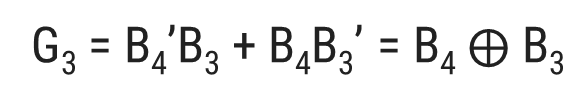 G₃ = B₄’B₃ + B₄B₃’ = B₄ ⊕ B₃